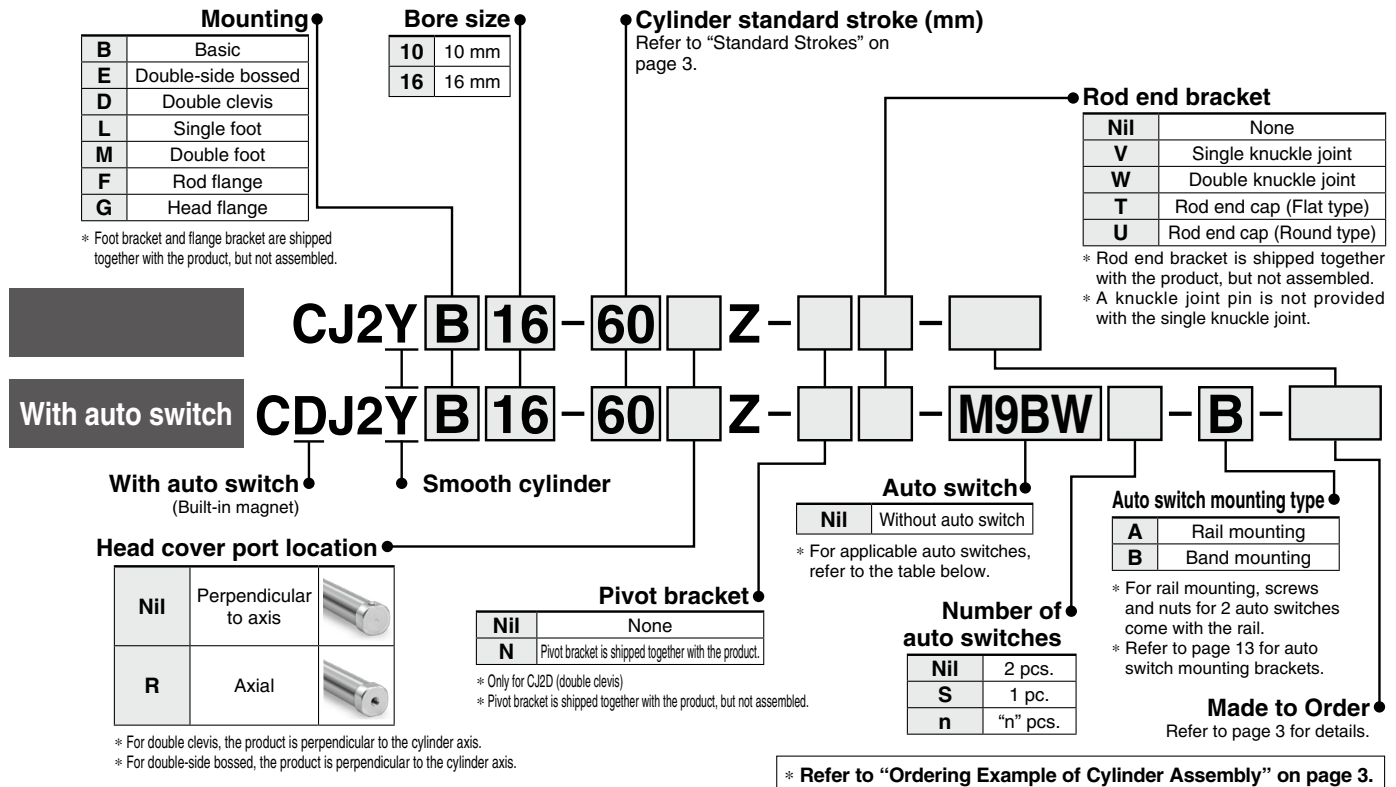 Mounting
B Basic
E Double-side bossed
D Double clevis
L Single foot
M Double foot
F Rod flange
G Head flange
* Foot bracket and flange bracket are shipped
together with the product, but not assembled.
Bore size
10 10 mm
16 16 mm
Cylinder standard stroke (mm)
Refer to “Standard Strokes” on
page 3.
Rod end bracket
Nil None
V Single knuckle joint
W Double knuckle joint
T Rod end cap (Flat type)
U Rod end cap (Round type)
* Rod end bracket is shipped together
with the product, but not assembled.
* A knuckle joint pin is not provided
with the single knuckle joint.
CJ2Y B 16 – 60 Z – –
With auto switch CDJ2Y B 16 – 60 Z – – M9BW – B –
With auto switch
(Built-in magnet)
Smooth cylinder
Head cover port location
Nil Perpendicular
to axis
R Axial
* For double clevis, the product is perpendicular to the cylinder axis.
* For double-side bossed, the product is perpendicular to the cylinder axis.
Pivot bracket
Nil None
N Pivot bracket is shipped together with the product.
* Only for CJ2D (double clevis)
* Pivot bracket is shipped together with the product, but not assembled.
Auto switch
Nil Without auto switch
* For applicable auto switches,
refer to the table below.
Number of
auto switches
Nil 2 pcs.
S 1 pc.
n “n” pcs.
Auto switch mounting type
A Rail mounting
B Band mounting
* For rail mounting, screws
and nuts for 2 auto switches
come with the rail.
* Refer to page 13 for auto
switch mounting brackets.
Made to Order
Refer to page 3 for details.
* Refer to “Ordering Example of Cylinder Assembly” on page 3.